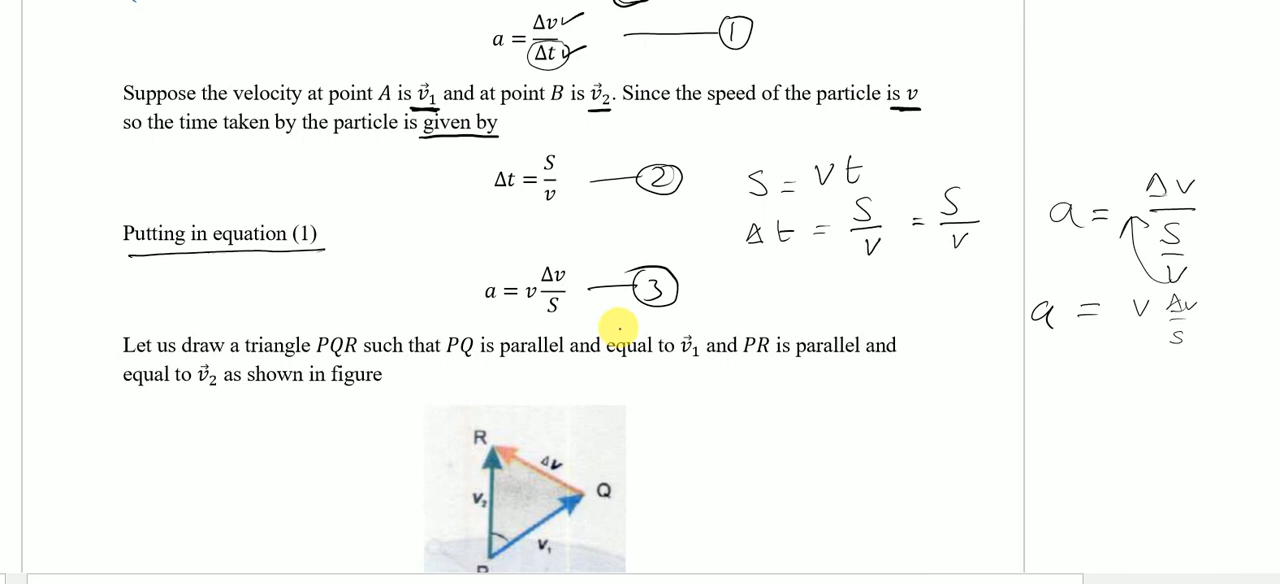 a = Δv/Δt ①
Suppose the velocity at point A is v⃗₁ and at point B is v⃗₂. Since the speed of the particle is v
so the time taken by the particle is given by
Δt = S/v ②
S = vt
Δt = S/v = S/v
Putting in equation (1)
a = v Δv/S ③
a = Δv/(S/v)
a = v Δv/S
Let us draw a triangle PQR such that PQ is parallel and equal to v⃗₁ and PR is parallel and
equal to v⃗₂ as shown in figure
R
Δv
Q
V₂
V₁